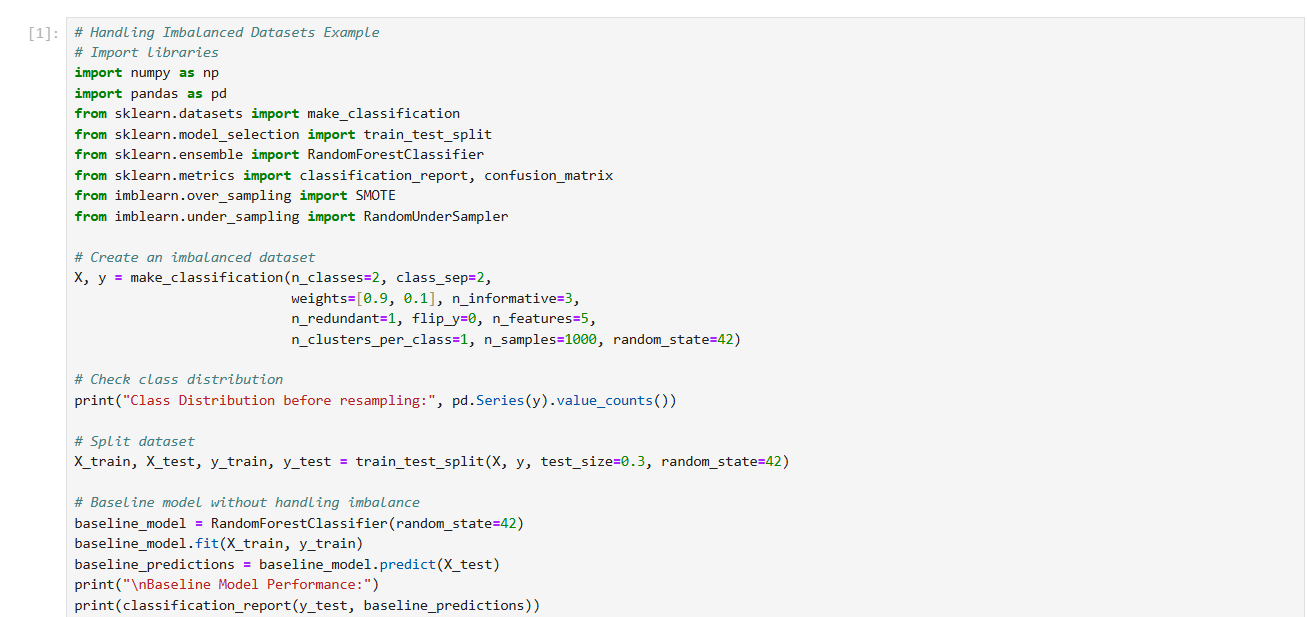 [1]: # Handling Imbalanced Datasets Example
# Import libraries
import numpy as np
import pandas as pd
from sklearn.datasets import make_classification
from sklearn.model_selection import train_test_split
from sklearn.ensemble import RandomForestClassifier
from sklearn.metrics import classification_report, confusion_matrix
from imblearn.over_sampling import SMOTE
from imblearn.under_sampling import RandomUnderSampler

# Create an imbalanced dataset
X, y = make_classification(n_classes=2, class_sep=2,
                           weights=[0.9, 0.1], n_informative=3,
                           n_redundant=1, flip_y=0, n_features=5,
                           n_clusters_per_class=1, n_samples=1000, random_state=42)

# Check class distribution
print("Class Distribution before resampling:", pd.Series(y).value_counts())

# Split dataset
X_train, X_test, y_train, y_test = train_test_split(X, y, test_size=0.3, random_state=42)

# Baseline model without handling imbalance
baseline_model = RandomForestClassifier(random_state=42)
baseline_model.fit(X_train, y_train)
baseline_predictions = baseline_model.predict(X_test)
print("\nBaseline Model Performance:")
print(classification_report(y_test, baseline_predictions))